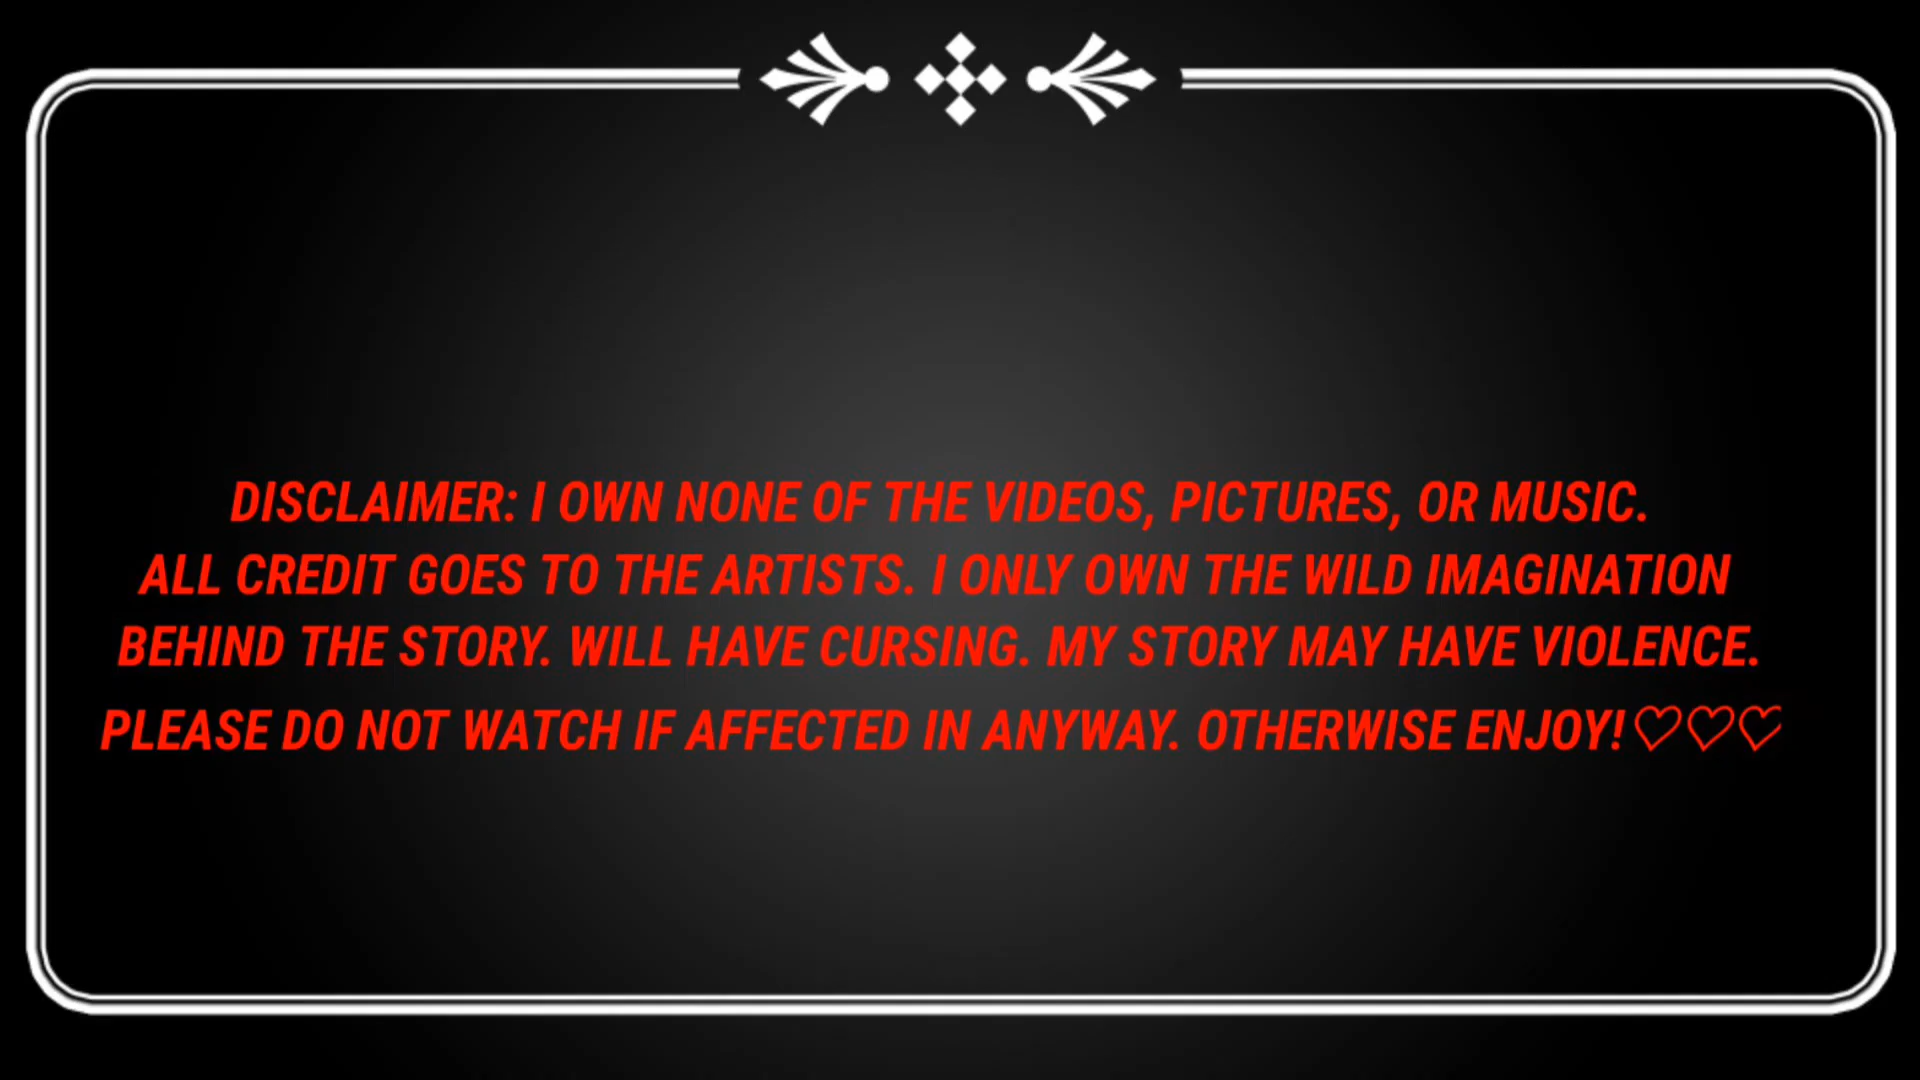 DISCLAIMER: I OWN NONE OF THE VIDEOS, PICTURES, OR MUSIC.
ALL CREDIT GOES TO THE ARTISTS. I ONLY OWN THE WILD IMAGINATION
BEHIND THE STORY. WILL HAVE CURSING. MY STORY MAY HAVE VIOLENCE.
PLEASE DO NOT WATCH IF AFFECTED IN ANYWAY. OTHERWISE ENJOY!♡♡♡